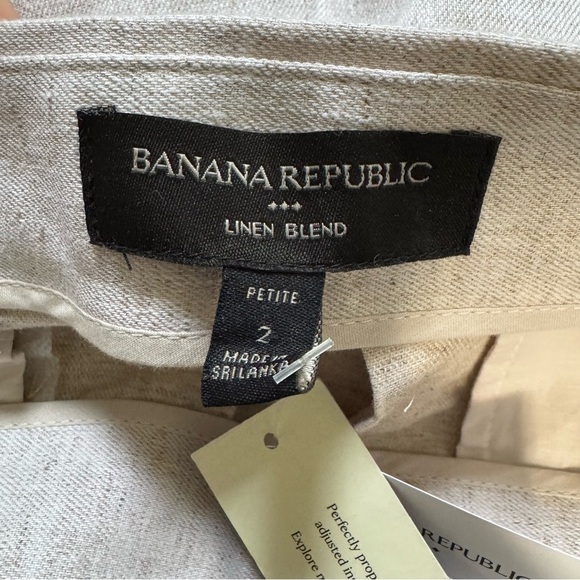 BANANA REPUBLIC
LINEN BLEND
PETITE
2
MADE
SRI LANKA
Perfectly prop
adjusted in
Explore
REPUBLIC